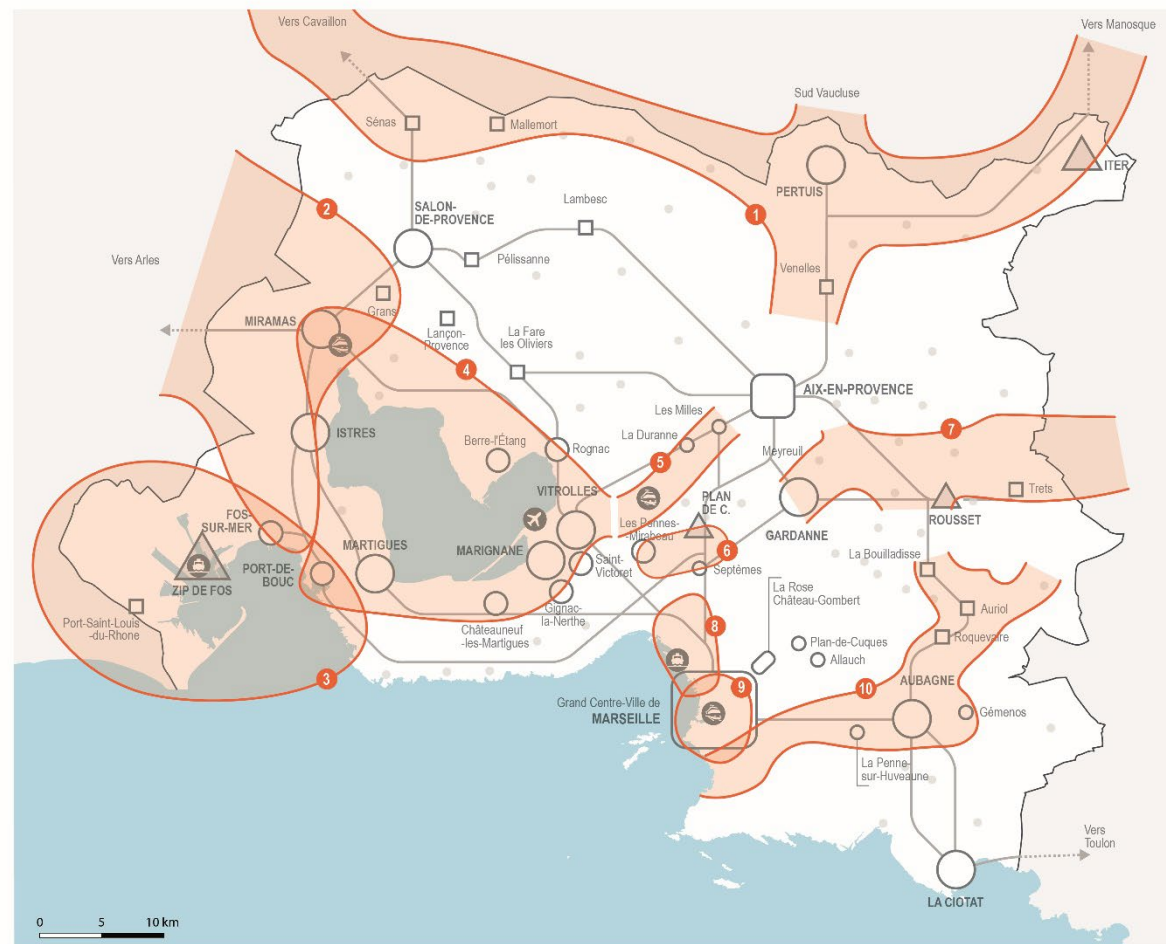 Vers Cavaillon
Vers Manosque
Sud Vaucluse
Sénas
Mallemort
ITER
PERTUIS
2
SALON-
DE-PROVENCE
Lambesc
1
Vers Arles
Pélissanne
Venelles
Grans
MIRAMAS
Lançon-
Provence
La Fare
les Oliviers
4
AIX-EN-PROVENCE
Les Milles
ISTRES
La Duranne
7
Berre-l'Étang
Rognac
Meyreuil
5
VITROLLES
PLAN
DE C.
Trets
FOS-
SUR-MER
Les Pennes-
-Mirabeau
GARDANNE
ROUSSET
MARTIGUES
MARIGNANE
6
PORT-DE-
BOUC
Saint-
Victoret
Septémes
La Bouilladisse
ZIP DE FOS
La Rose
Château-Gombert
Port-Saint-Louis
-du-Rhone
Gignac-
la-Nerthe
Auriol
Châteauneuf
-les-Martigues
8
Plan-de-Cuques
Roquevaire
Allauch
3
9
10
AUBAGNE
Grand Centre-Ville de
MARSEILLE
Gémenos
La Penne-
sur-Huveaune
Vers
Toulon
LA CIOTAT
0 5 10 km